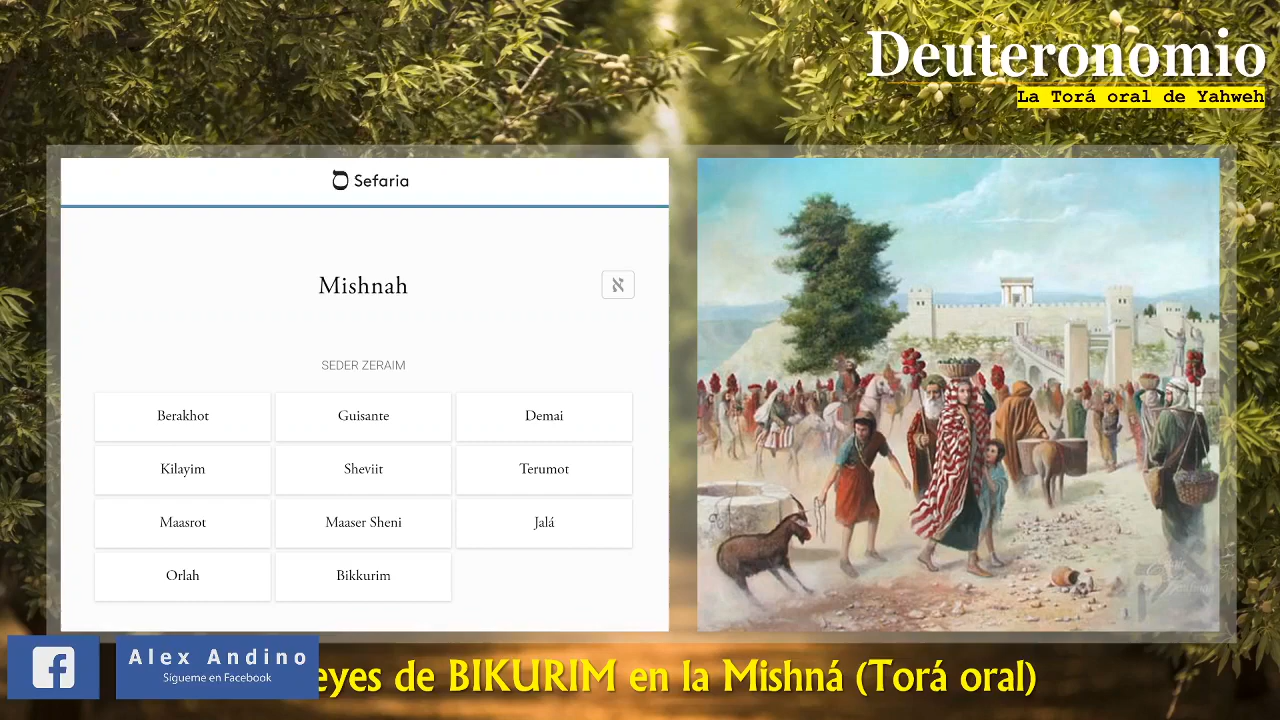 Deuteronomio
La Torá oral de Yahweh
Sefaria
Mishnah
א
SEDER ZERAIM
Berakhot
Guisante
Demai
Kilayim
Sheviit
Terumot
Maasrot
Maaser Sheni
Jalá
Orlah
Bikkurim
Alex Andino
Sigueme en Facebook
eyes de BIKURIM en la Mishná (Torá oral)